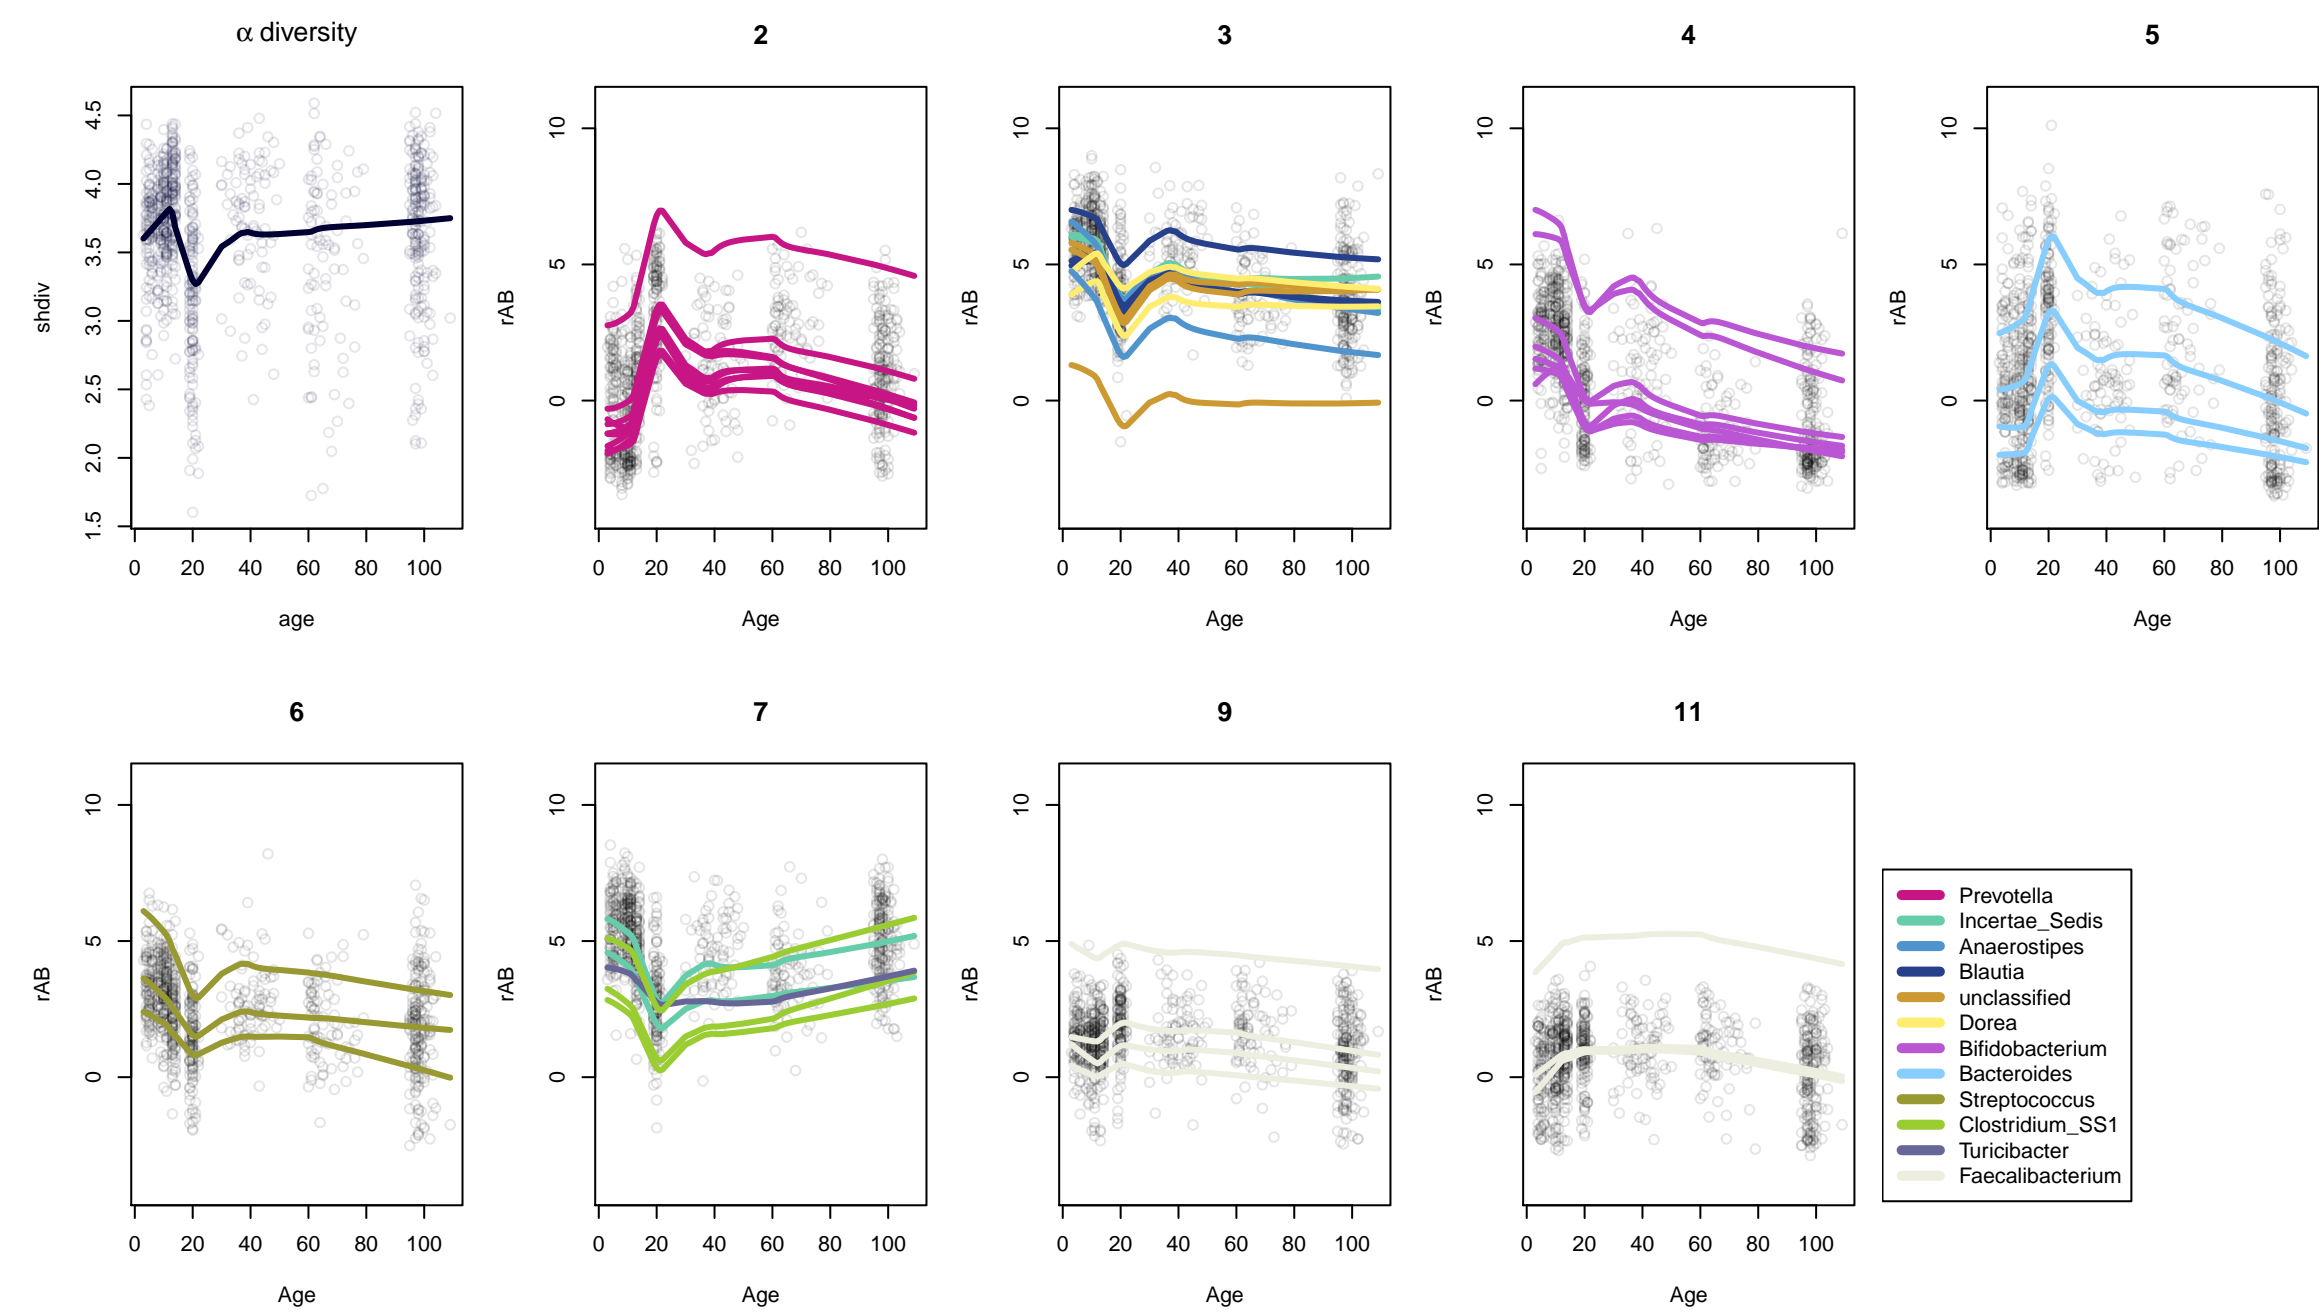 α diversity
2
3
4
5
4.5
4.0
3.5
3.0
2.5
2.0
1.5
shdiv
0 20 40 60 80 100
age
10
5
0
rAB
0 20 40 60 80 100
Age
10
5
0
rAB
0 20 40 60 80 100
Age
10
5
0
rAB
0 20 40 60 80 100
Age
10
5
0
rAB
0 20 40 60 80 100
Age
6
7
9
11
10
5
0
rAB
0 20 40 60 80 100
Age
10
5
0
rAB
0 20 40 60 80 100
Age
10
5
0
rAB
0 20 40 60 80 100
Age
10
5
0
rAB
0 20 40 60 80 100
Age
Prevotella
Incertae_Sedis
Anaerostipes
Blautia
unclassified
Dorea
Bifidobacterium
Bacteroides
Streptococcus
Clostridium_SS1
Turicibacter
Faecalibacterium